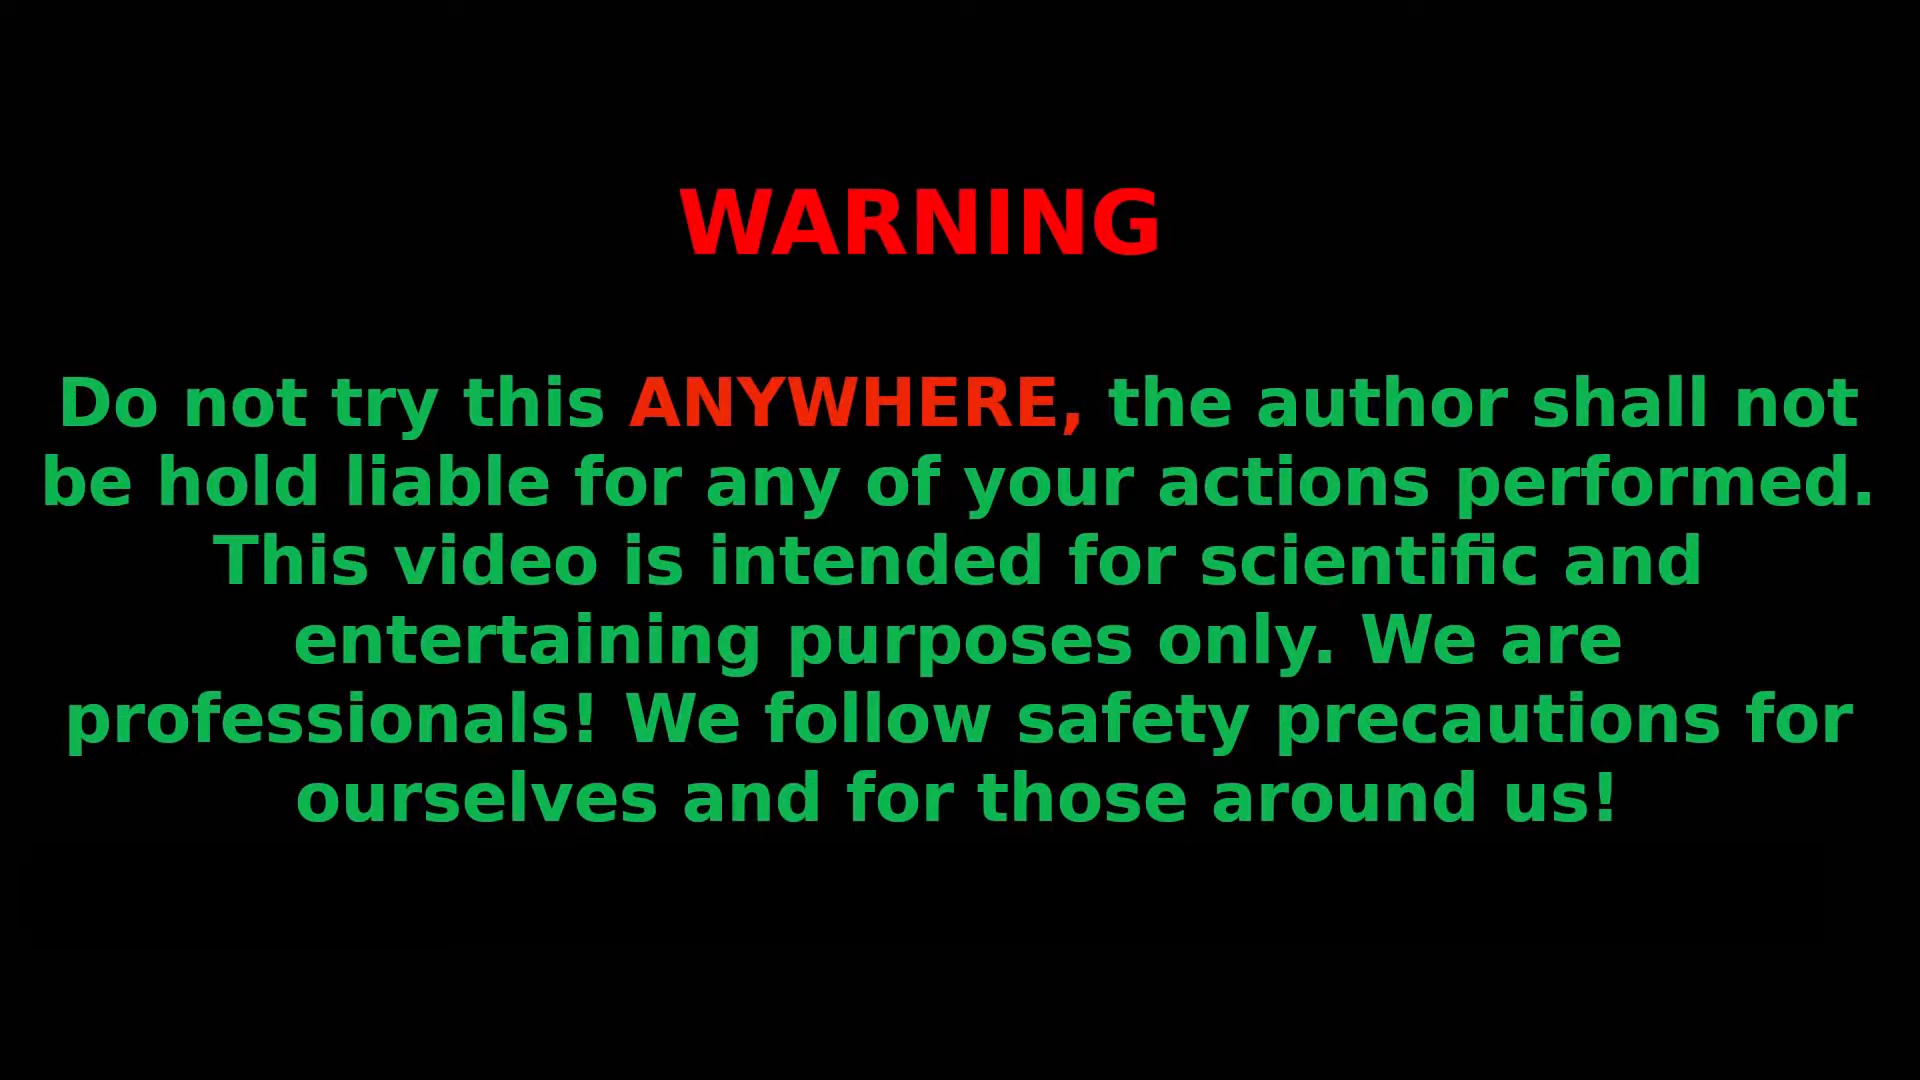 WARNING
Do not try this ANYWHERE, the author shall not
be hold liable for any of your actions performed.
This video is intended for scientific and
entertaining purposes only. We are
professionals! We follow safety precautions for
ourselves and for those around us!